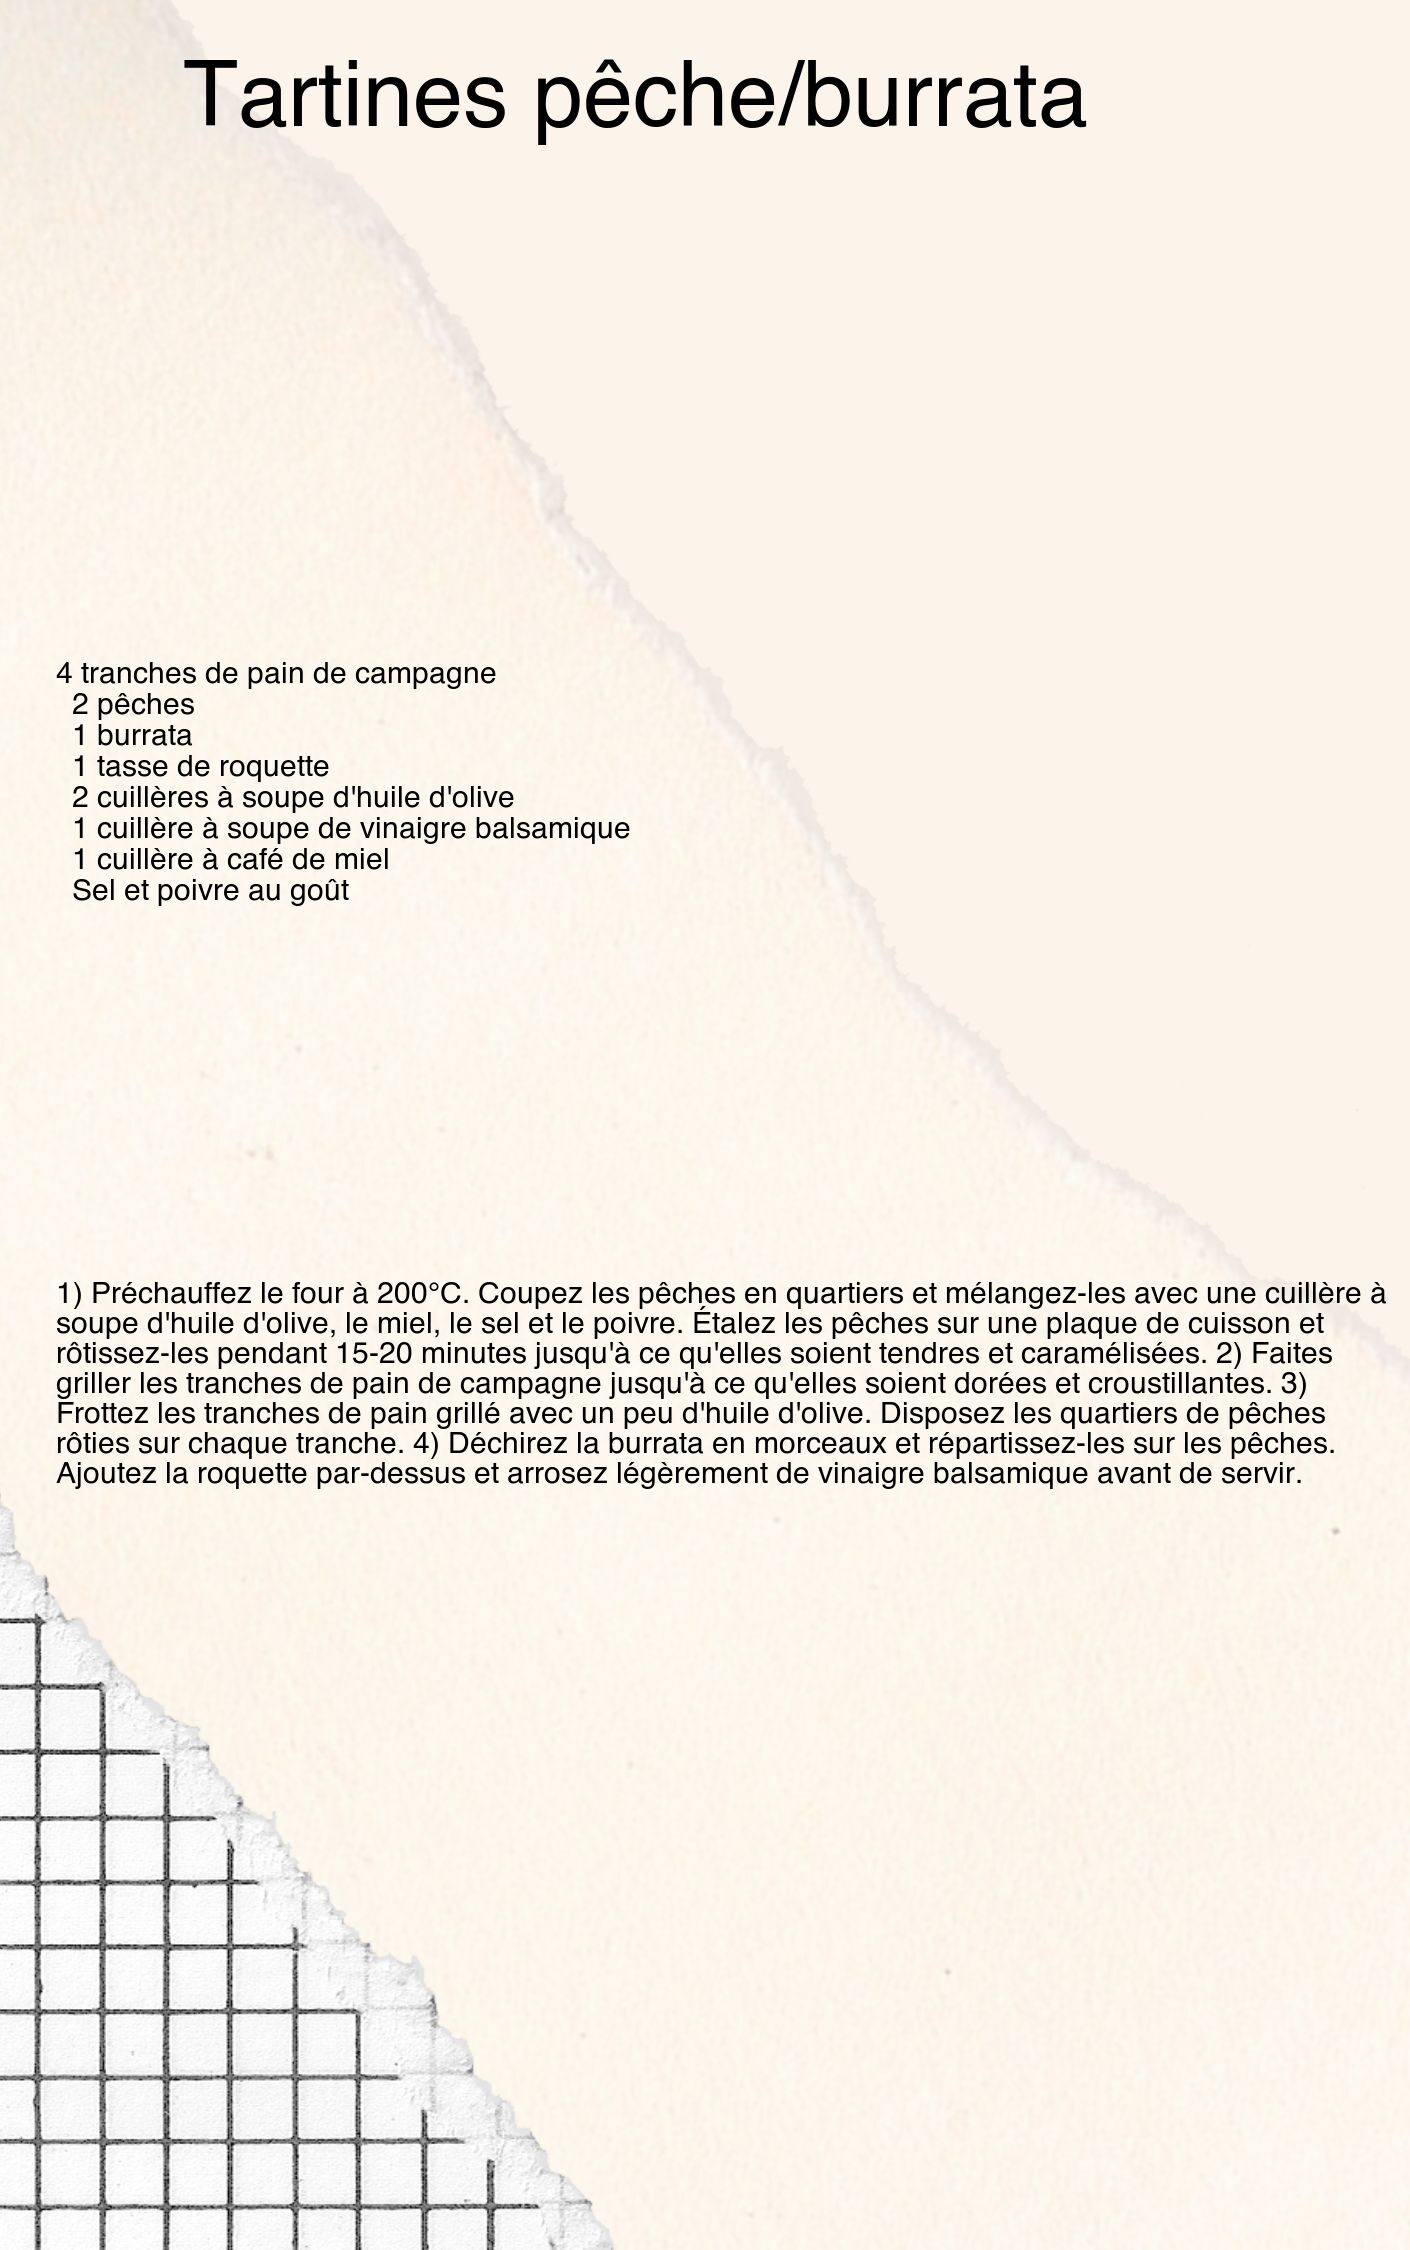 Tartines pêche/burrata
4 tranches de pain de campagne
2 pêches
1 burrata
1 tasse de roquette
2 cuillères à soupe d'huile d'olive
1 cuillère à soupe de vinaigre balsamique
1 cuillère à café de miel
Sel et poivre au goût
1) Préchauffez le four à 200°C. Coupez les pêches en quartiers et mélangez-les avec une cuillère à
soupe d'huile d'olive, le miel, le sel et le poivre. Étalez les pêches sur une plaque de cuisson et
rôtissez-les pendant 15-20 minutes jusqu'à ce qu'elles soient tendres et caramélisées. 2) Faites
griller les tranches de pain de campagne jusqu'à ce qu'elles soient dorées et croustillantes. 3)
Frottez les tranches de pain grillé avec un peu d'huile d'olive. Disposez les quartiers de pêches
rôties sur chaque tranche. 4) Déchirez la burrata en morceaux et répartissez-les sur les pêches.
Ajoutez la roquette par-dessus et arrosez légèrement de vinaigre balsamique avant de servir.